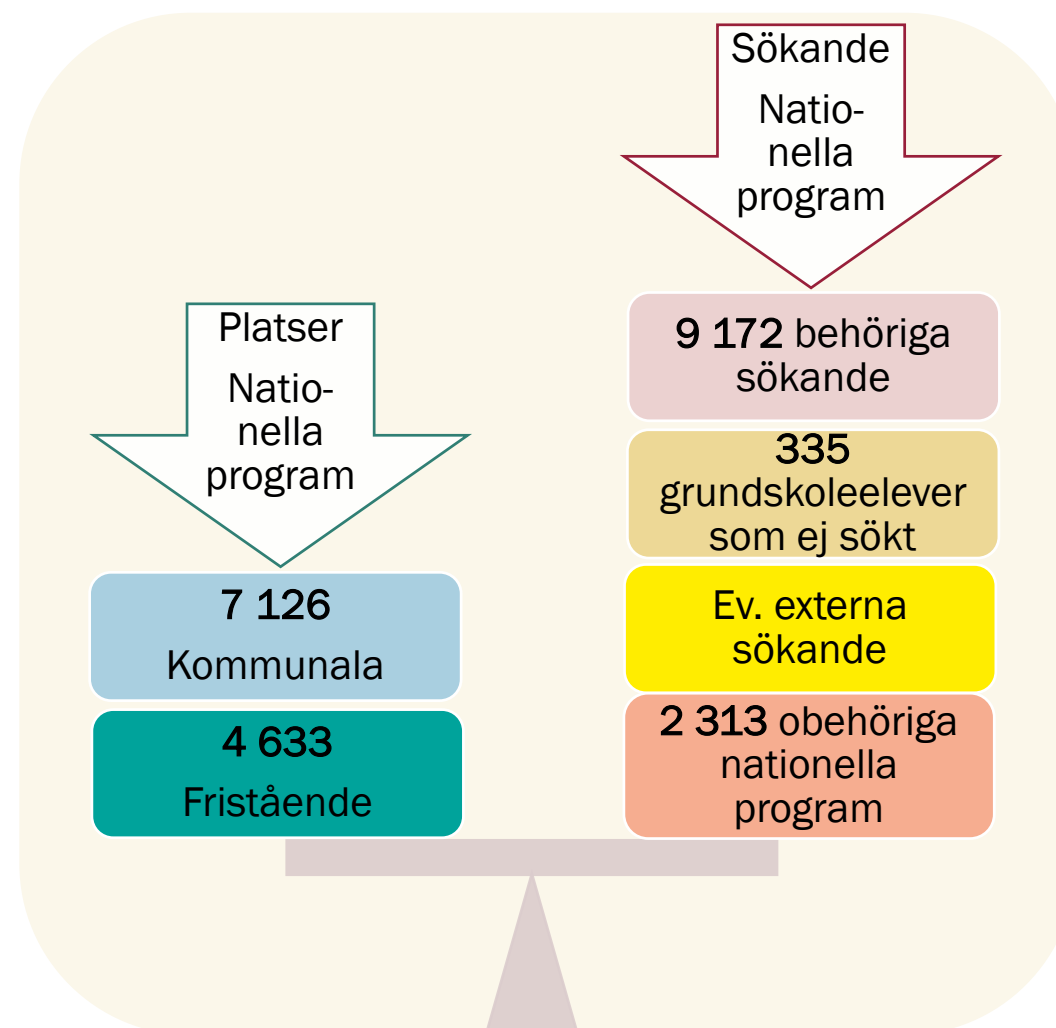 Platser
Natio-
nella
program
7 126
Kommunala
4 633
Fristående
Sökande
Natio-
nella
program
9 172 behöriga
sökande
335
grundskoleelever
som ej sökt
Ev. externa
sökande
2 313 obehöriga
nationella
program